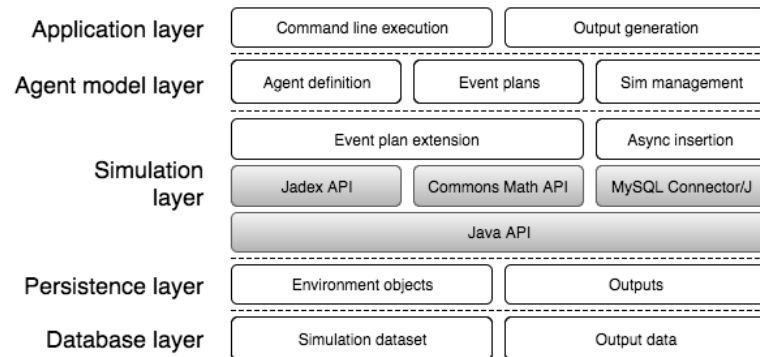 Application layer
Command line execution
Output generation
Agent model layer
Agent definition
Event plans
Sim management
Simulation
layer
Event plan extension
Async insertion
Jadex API
Commons Math API
MySQL Connector/J
Java API
Persistence layer
Environment objects
Outputs
Database layer
Simulation dataset
Output data